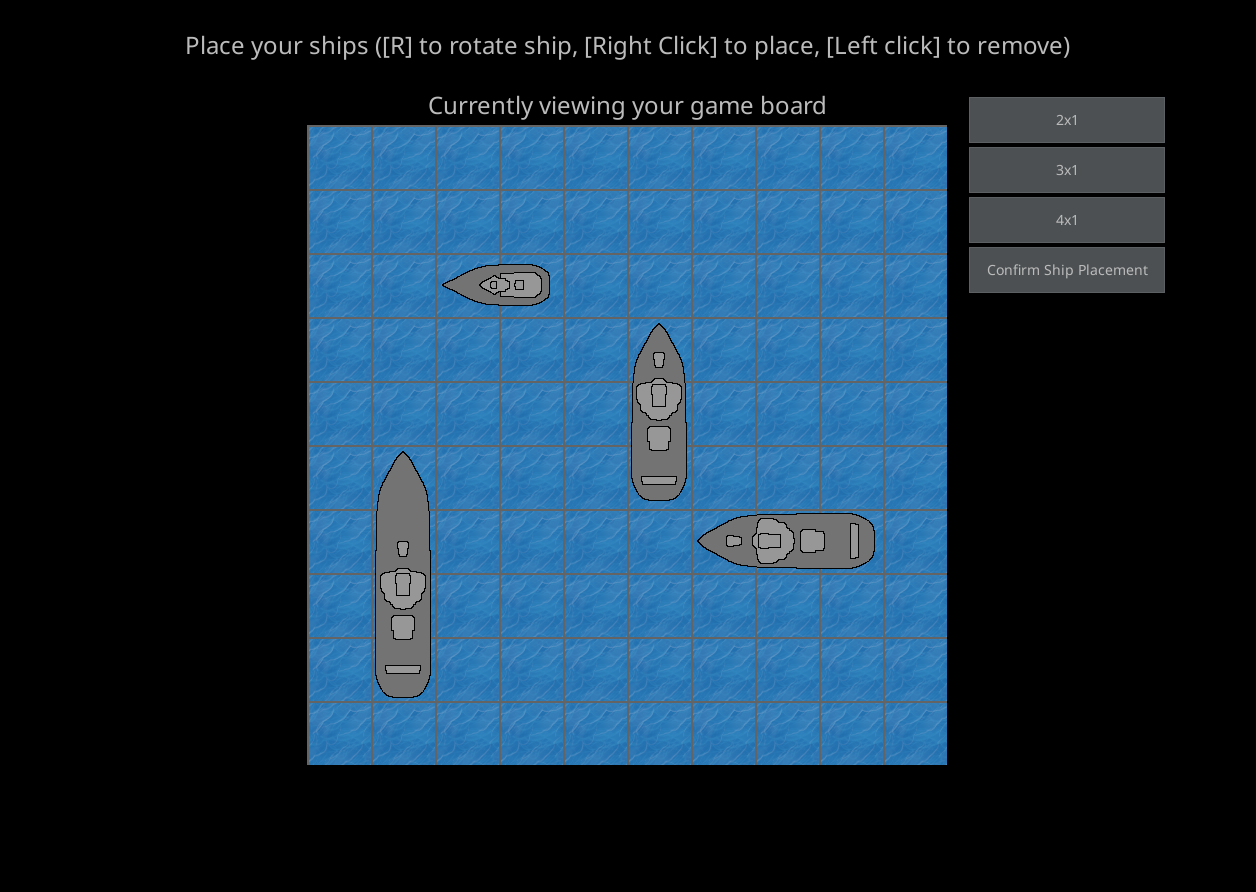 Place your ships ([R] to rotate ship, [Right Click] to place, [Left click] to remove)
Currently viewing your game board
2x1
3x1
4x1
Confirm Ship Placement